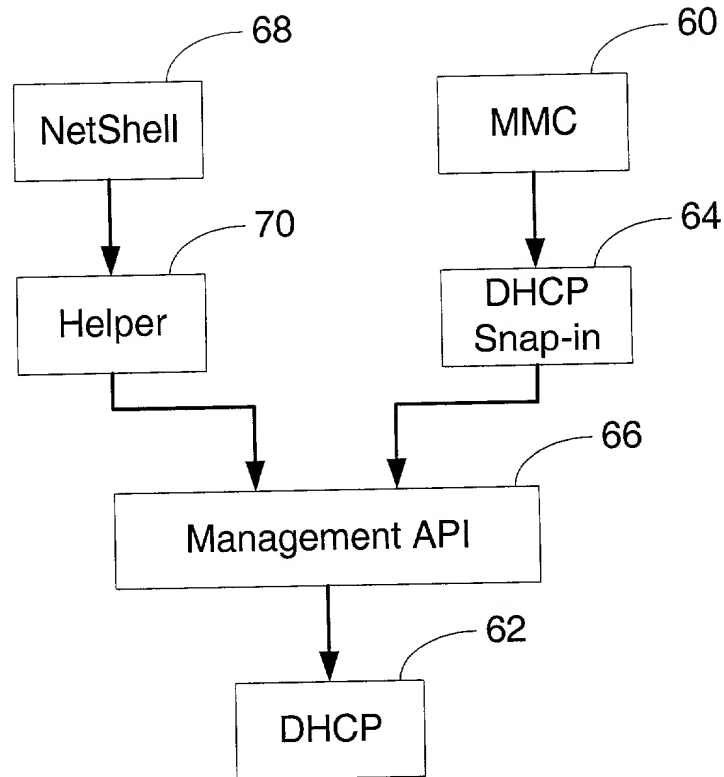 68
60
NetShell
MMC
70
64
Helper
DHCP
Snap-in
66
Management API
62
DHCP